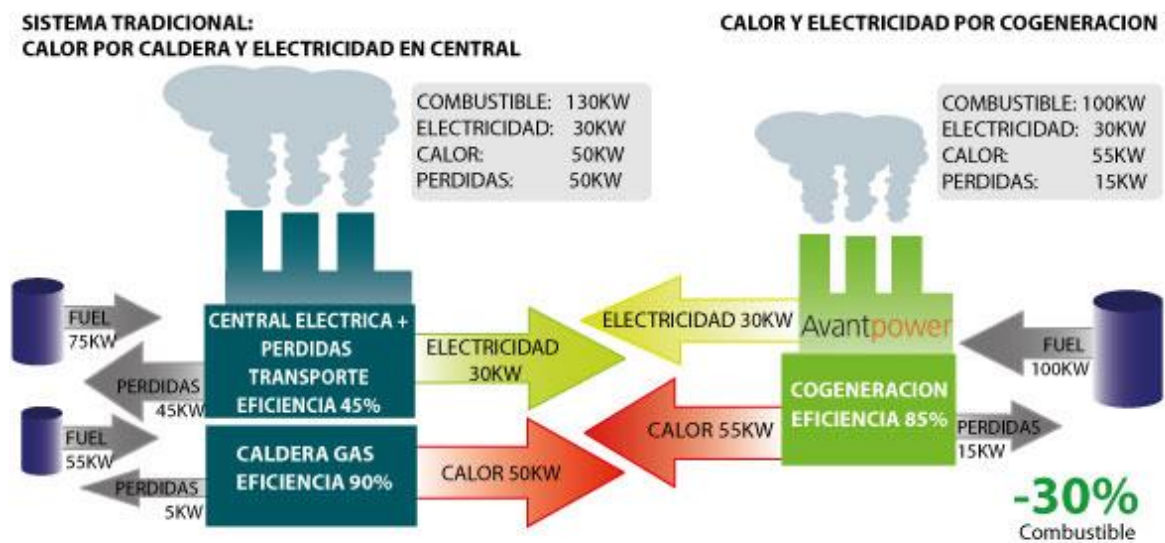 SISTEMA TRADICIONAL:
CALOR POR CALDERA Y ELECTRICIDAD EN CENTRAL
COMBUSTIBLE: 130KW
ELECTRICIDAD: 30KW
CALOR: 50KW
PERDIDAS: 50KW
FUEL
75KW
PERDIDAS
45KW
FUEL
55KW
PERDIDAS
5KW
CENTRAL ELECTRICA +
PERDIDAS
TRANSPORTE
EFICIENCIA 45%
CALDERA GAS
EFICIENCIA 90%
ELECTRICIDAD
30KW
CALOR 50KW
CALOR Y ELECTRICIDAD POR COGENERACION
COMBUSTIBLE: 100KW
ELECTRICIDAD: 30KW
CALOR: 55KW
PERDIDAS: 15KW
ELECTRICIDAD 30KW
CALOR 55KW
Avantpower
COGENERACION
EFICIENCIA 85%
FUEL
100KW
PERDIDAS
15KW
-30%
Combustible